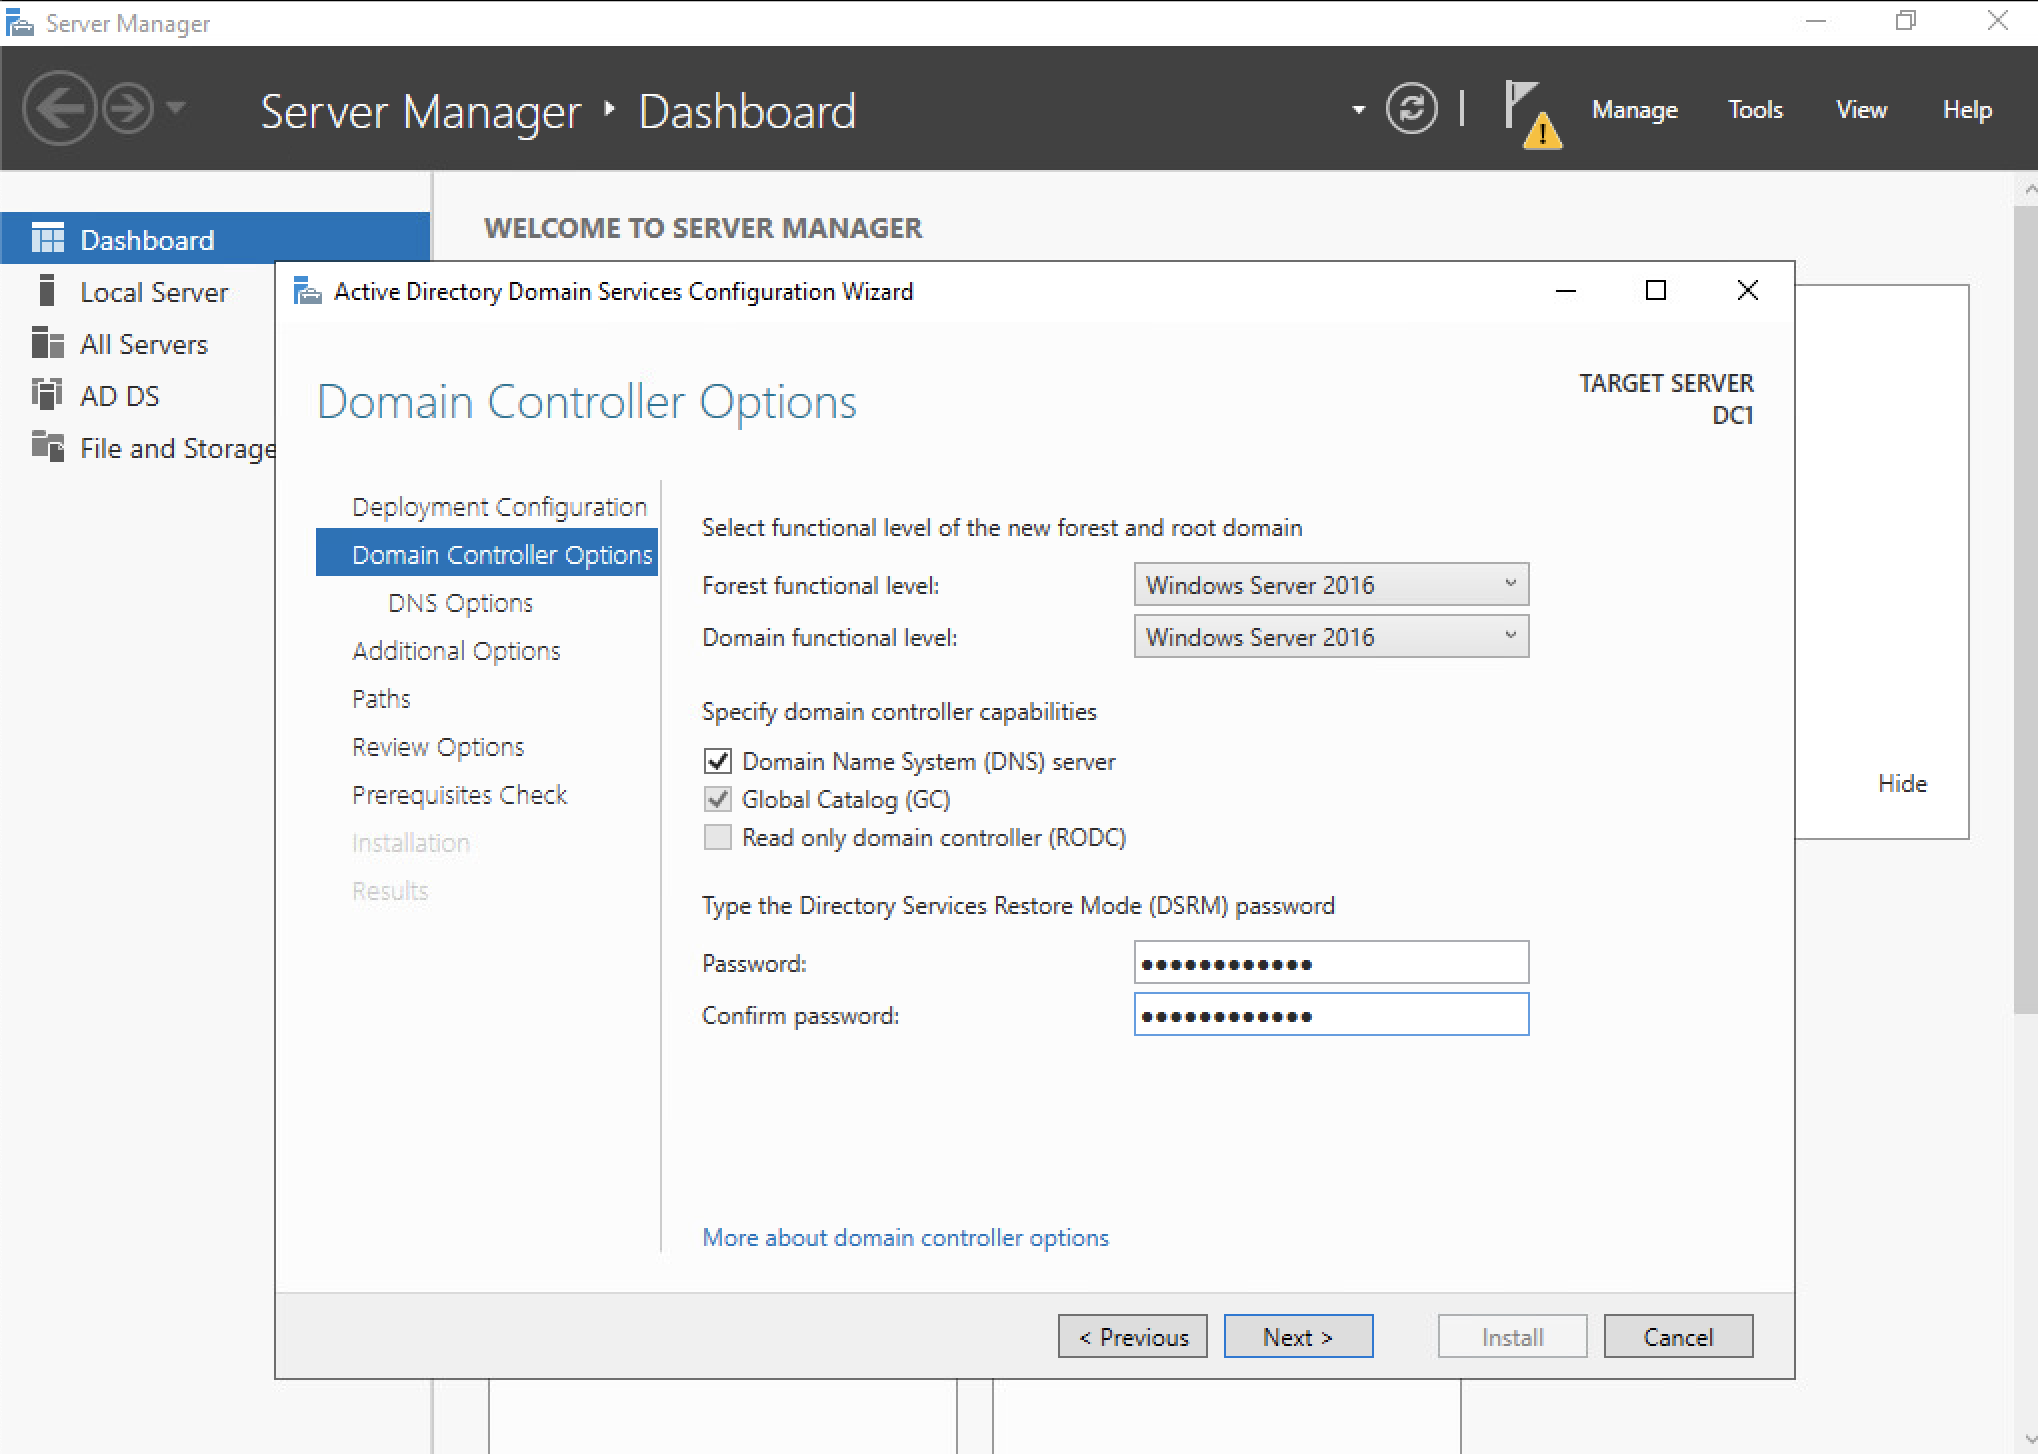 Server Manager
Server Manager ‣ Dashboard
Manage Tools View Help
Dashboard
Local Server
All Servers
AD DS
File and Storage
WELCOME TO SERVER MANAGER
Hide
Active Directory Domain Services Configuration Wizard
Domain Controller Options
TARGET SERVER
DC1
Deployment Configuration
Domain Controller Options
DNS Options
Additional Options
Paths
Review Options
Prerequisites Check
Installation
Results
Select functional level of the new forest and root domain
Forest functional level: Windows Server 2016
Domain functional level: Windows Server 2016
Specify domain controller capabilities
Domain Name System (DNS) server
Global Catalog (GC)
Read only domain controller (RODC)
Type the Directory Services Restore Mode (DSRM) password
Password: ●●●●●●●●●●●●
Confirm password: ●●●●●●●●●●●●
More about domain controller options
< Previous Next > Install Cancel